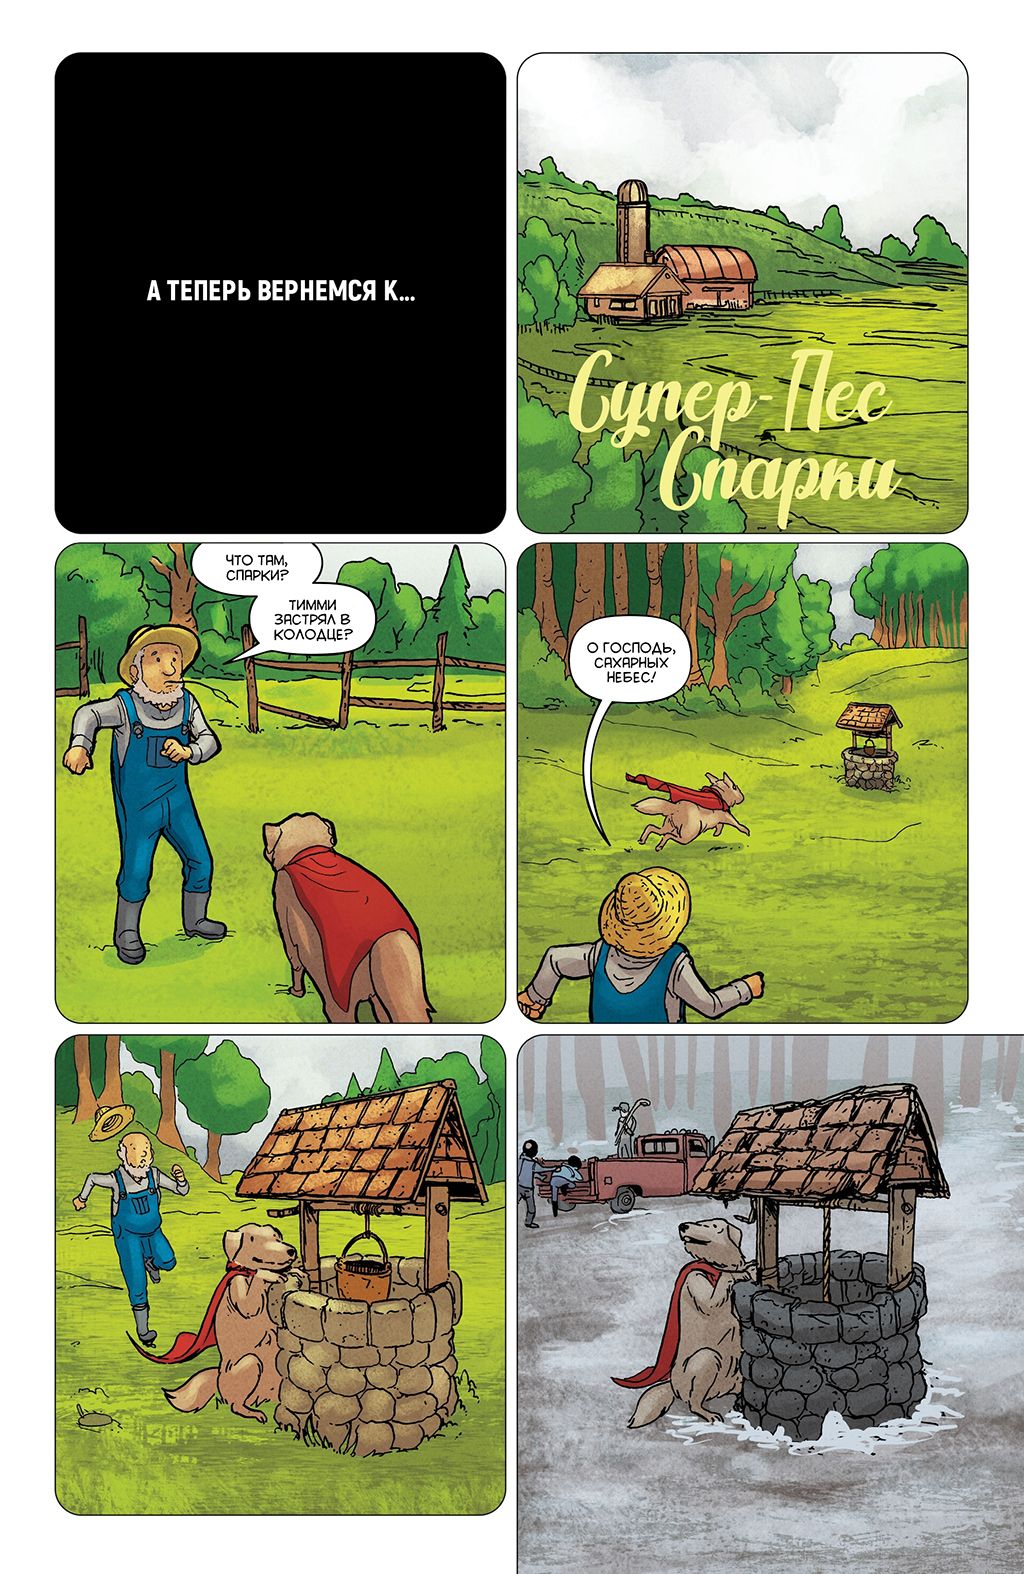 А ТЕПЕРЬ ВЕРНЕМСЯ К...
Супер-Пес
Спарки
ЧТО ТАМ,
СПАРКИ?
ТИММИ
ЗАСТРЯЛ В
КОЛОДЦЕ?
О ГОСПОДЬ,
САХАРНЫХ
НЕБЕС!